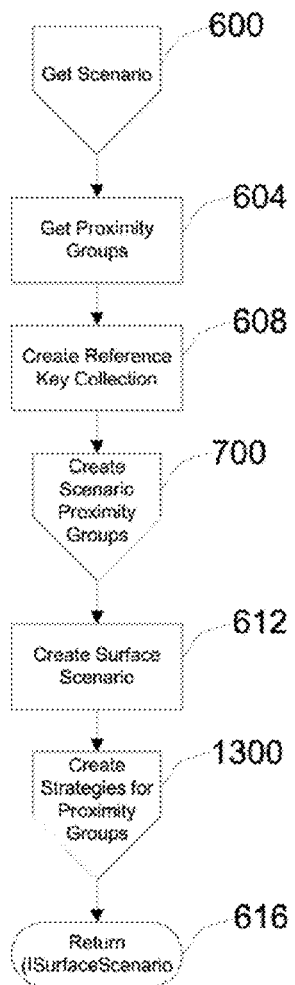 600
Get Scenario
604
Get Proximity
Groups
608
Create Reference
Key Collection
700
Create
Scenario
Proximity
Groups
612
Create Surface
Scenario
1300
Create
Strategies for
Proximity
Groups
616
Return
(ISurfaceScenario